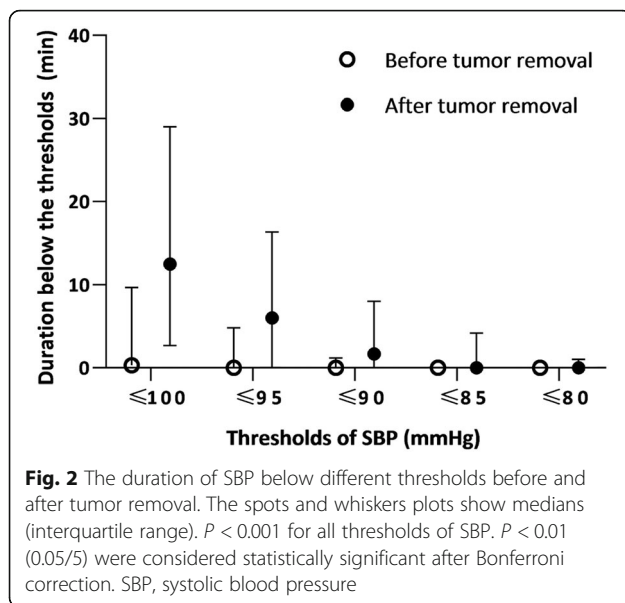 40
30
20
10
0
Duration below the thresholds (min)
Before tumor removal
After tumor removal
⩽100 ⩽95 ⩽90 ⩽85 ⩽80
Thresholds of SBP (mmHg)
Fig. 2 The duration of SBP below different thresholds before and
after tumor removal. The spots and whiskers plots show medians
(interquartile range). P < 0.001 for all thresholds of SBP. P < 0.01
(0.05/5) were considered statistically significant after Bonferroni
correction. SBP, systolic blood pressure